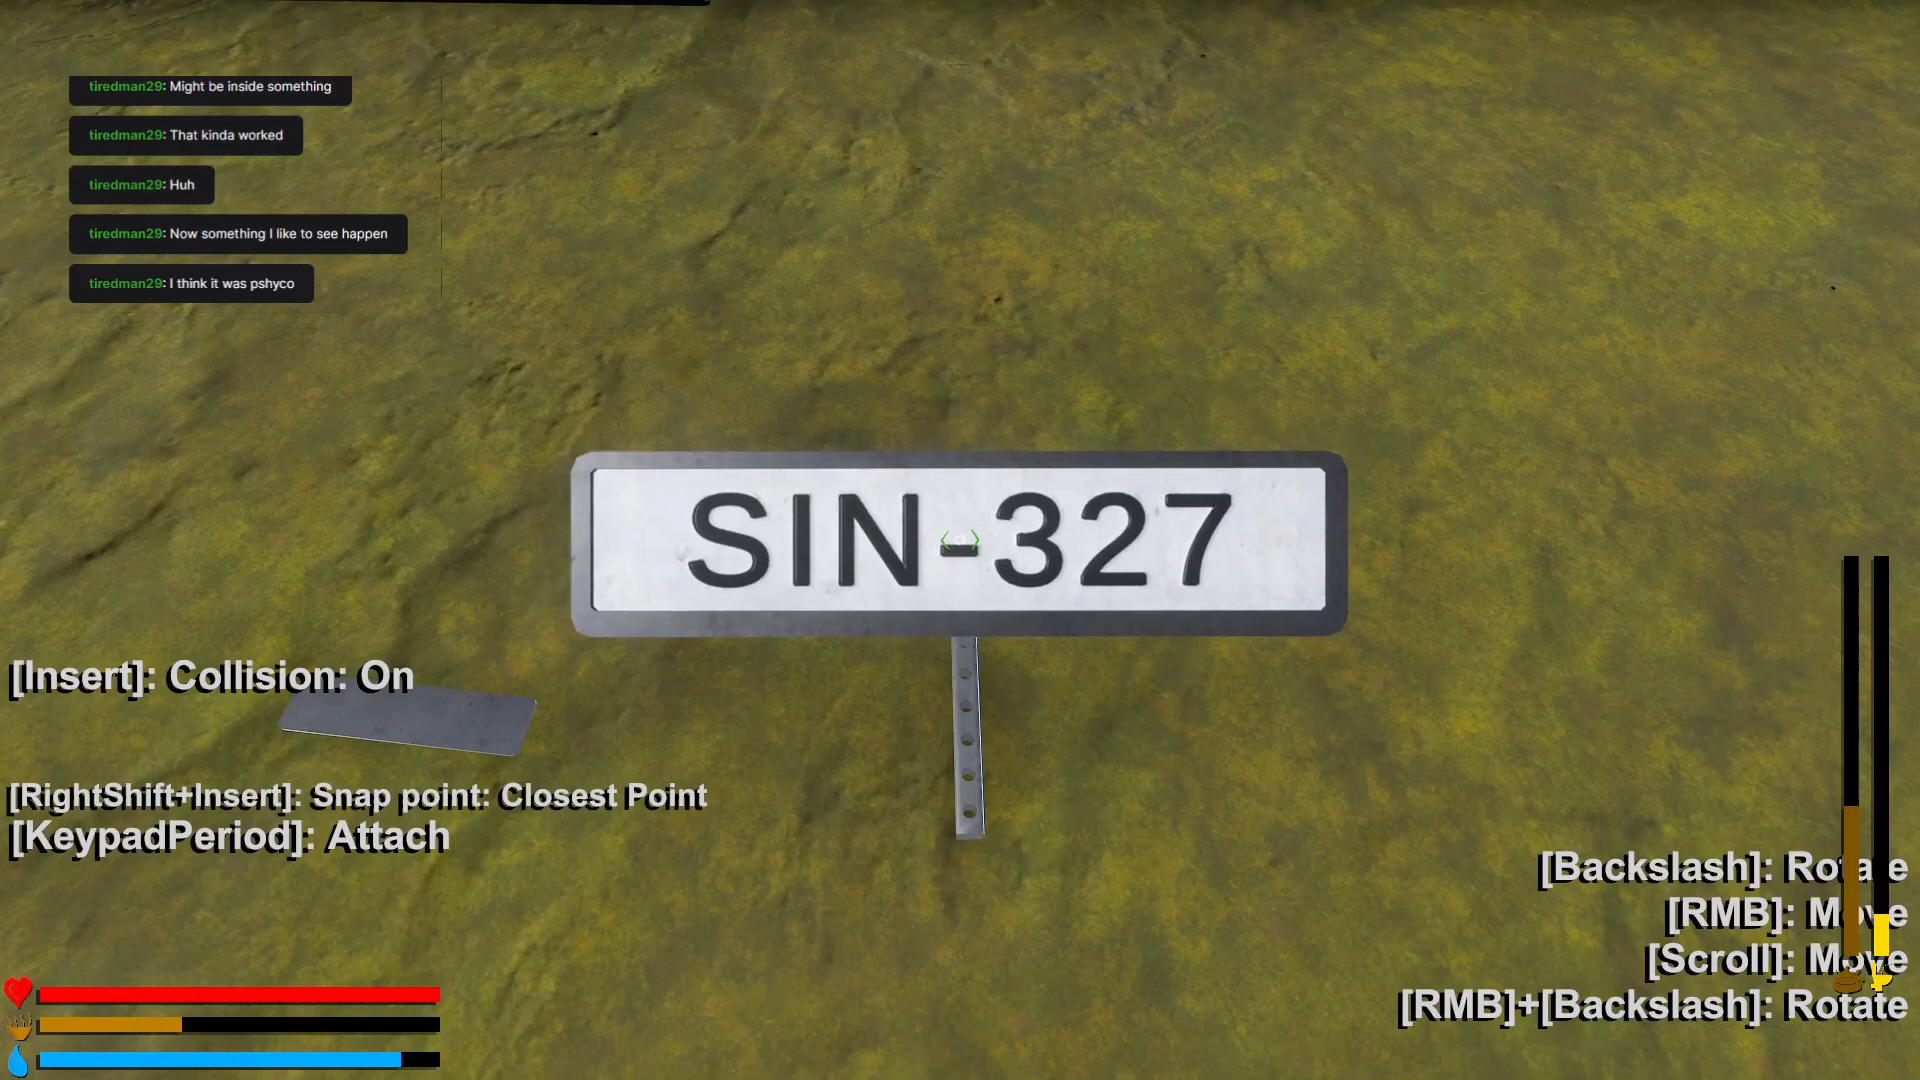 tiredman29: Might be inside something
tiredman29: That kinda worked
tiredman29: Huh
tiredman29: Now something I like to see happen
tiredman29: I think it was pshyco
SIN-327
[Insert]: Collision: On
[RightShift+Insert]: Snap point: Closest Point
[KeypadPeriod]: Attach
[Backslash]: Rotate
[RMB]: Move
[Scroll]: Move
[RMB]+[Backslash]: Rotate